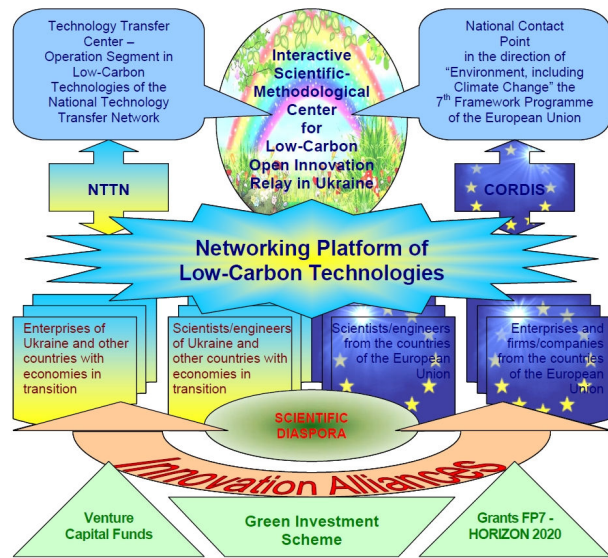 Technology Transfer
Center –
Operation Segment in
Low-Carbon
Technologies of the
National Technology
Transfer Network
Interactive
Scientific-
Methodological
Center
for
Low-Carbon
Open Innovation
Relay in Ukraine
National Contact
Point
in the direction of
“Environment, including
Climate Change” the
7th Framework Programme
of the European Union
NTTN
CORDIS
Networking Platform of
Low-Carbon Technologies
Enterprises of
Ukraine and other
countries with
economies in
transition
Scientists/engineers
of Ukraine and
other countries with
economies in
transition
Scientists/engineers
from the countries
of the European
Union
Enterprises and
firms/companies
from the countries
of the European
Union
SCIENTIFIC
DIASPORA
Innovation Alliances
Venture
Capital Funds
Green Investment
Scheme
Grants FP7 -
HORIZON 2020